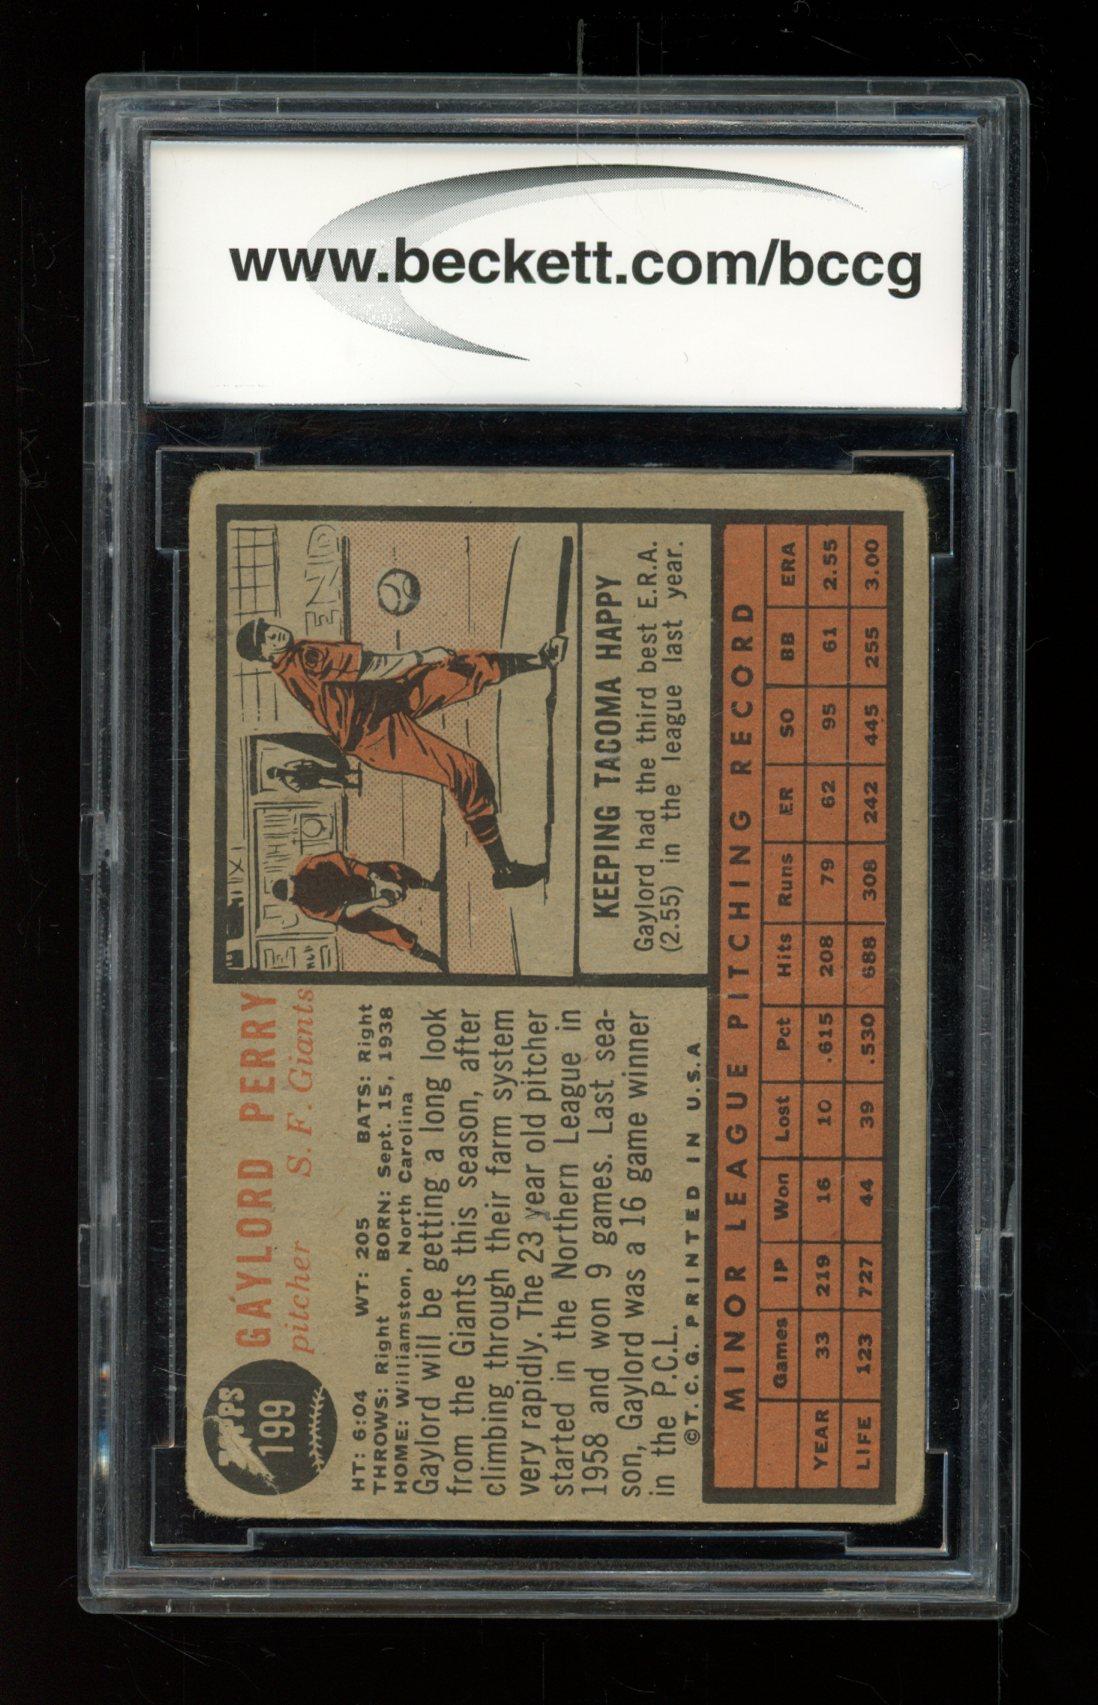 www.beckett.com/bccg
TOPPS
199
GAYLORD PERRY
pitcher S. F. Giants
HT: 6:04 WT: 205 BATS: Right
THROWS: Right BORN: Sept. 15, 1938
HOME: Williamston, North Carolina
Gaylord will be getting a long look
from the Giants this season, after
climbing through their farm system
very rapidly. The 23 year old pitcher
started in the Northern League in
1958 and won 9 games. Last sea-
son, Gaylord was a 16 game winner
in the P.C.L.
©T. C. G. PRINTED IN U.S.A.
END
KEEPING TACOMA HAPPY
Gaylord had the third best E.R.A.
(2.55) in the league last year.
MINOR LEAGUE PITCHING RECORD
Games IP Won Lost Pct Hits Runs ER SO BB ERA
YEAR 33 219 16 10 .615 208 79 62 95 61 2.55
LIFE 123 727 44 39 .530 688 308 242 445 255 3.00